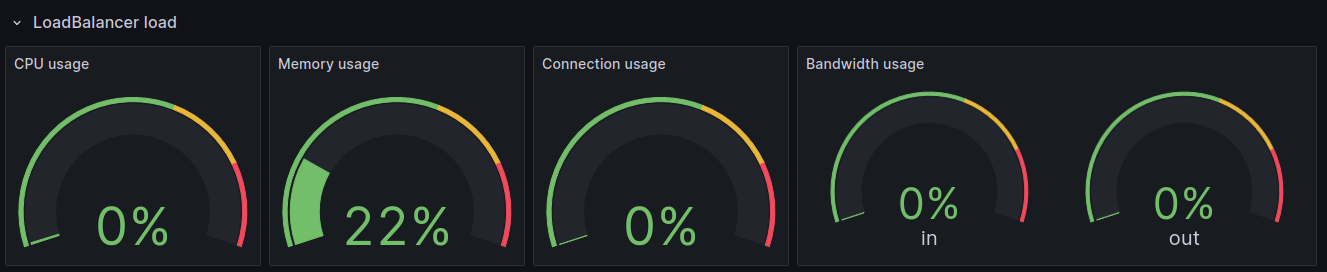 LoadBalancer load
CPU usage
0%
Memory usage
22%
Connection usage
0%
Bandwidth usage
0%
in
0%
out